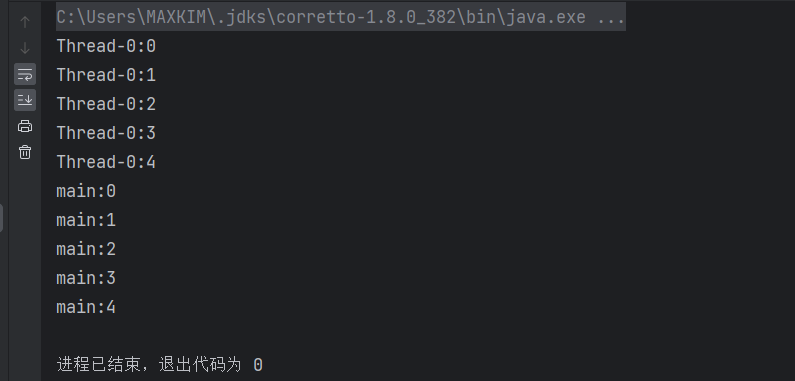 C:\Users\MAXKIM\.jdks\corretto-1.8.0_382\bin\java.exe ...
Thread-0:0
Thread-0:1
Thread-0:2
Thread-0:3
Thread-0:4
main:0
main:1
main:2
main:3
main:4
进程已结束，退出代码为 0